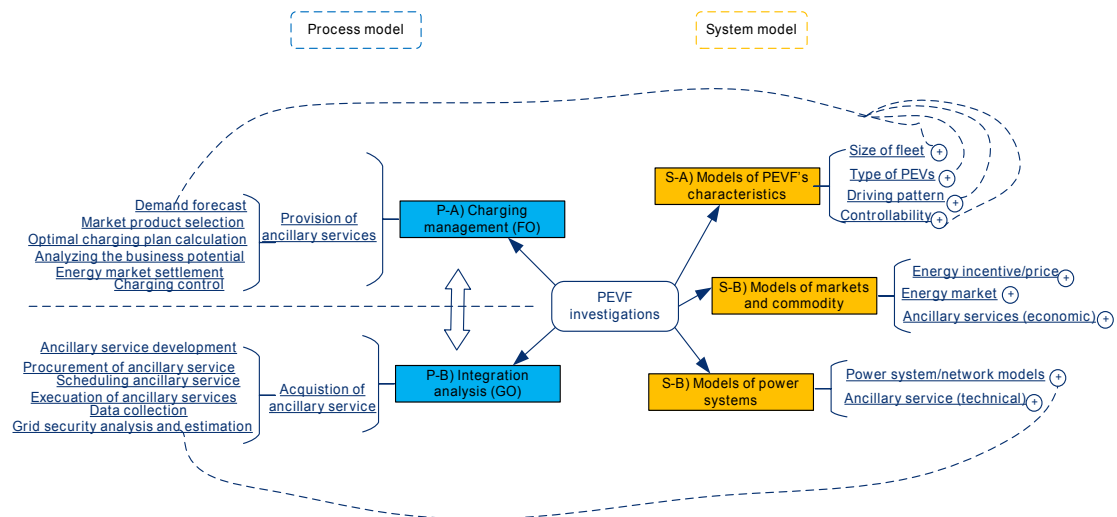 Process model
System model
Demand forecast
Market product selection
Optimal charging plan calculation
Analyzing the business potential
Energy market settlement
Charging control
Provision of
ancillary services
P-A) Charging
management (FO)
Ancillary service development
Procurement of ancillary service
Scheduling ancillary service
Execuation of ancillary services
Data collection
Grid security analysis and estimation
Acquistion of
ancillary service
P-B) Integration
analysis (GO)
PEVF
investigations
S-A) Models of PEVF's
characteristics
Size of fleet
Type of PEVs
Driving pattern
Controllability
S-B) Models of markets
and commodity
Energy incentive/price
Energy market
Ancillary services (economic)
S-B) Models of power
systems
Power system/network models
Ancillary service (technical)